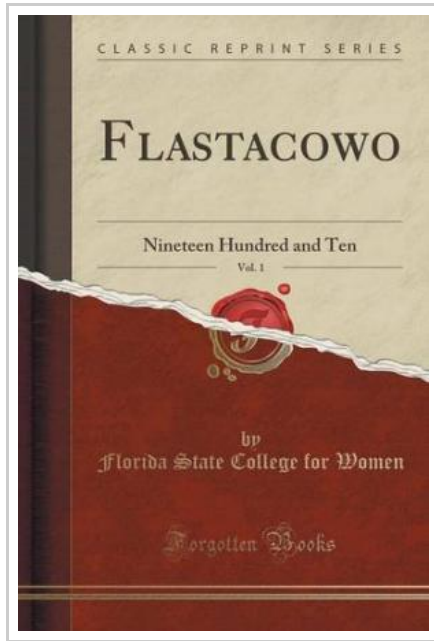 CLASSIC REPRINT SERIES
FLASTACOWO
Nineteen Hundred and Ten
Vol. 1
by
Florida State College for Women
Forgotten Books